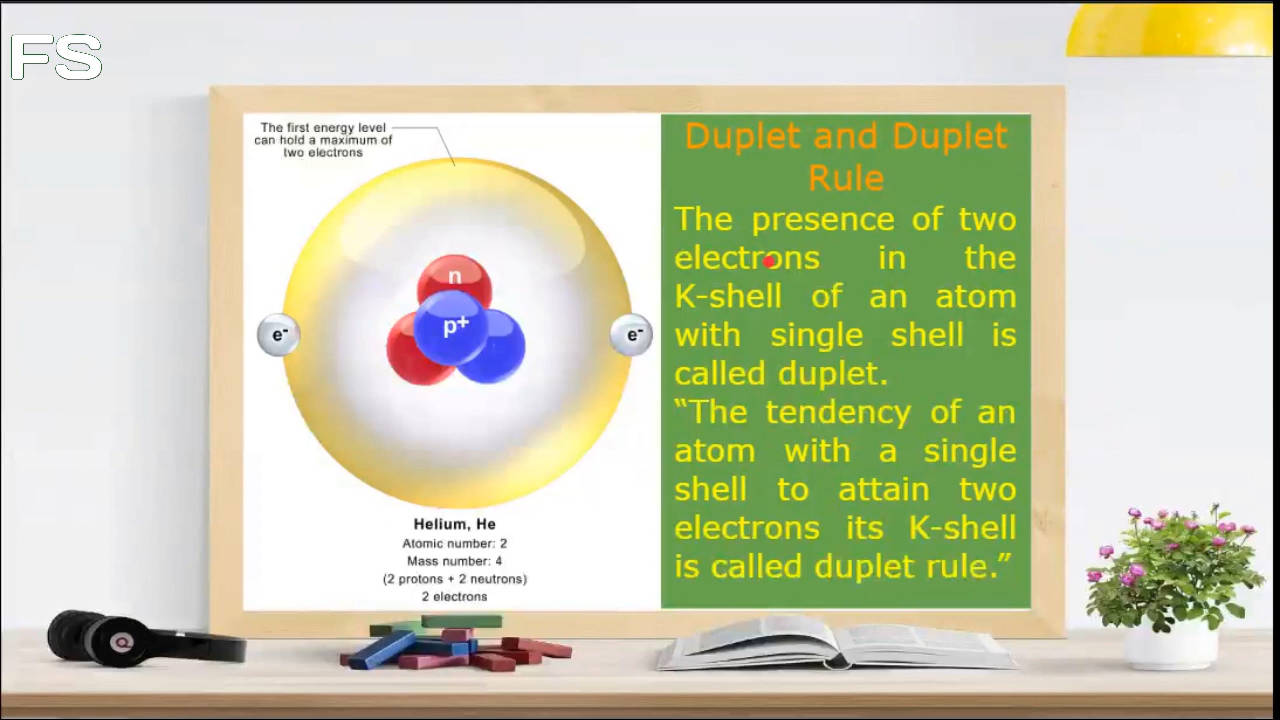 FS
The first energy level
can hold a maximum of
two electrons
n
p+
e-
e-
Helium, He
Atomic number: 2
Mass number: 4
(2 protons + 2 neutrons)
2 electrons
Duplet and Duplet
Rule
The presence of two
electrons in the
K-shell of an atom
with single shell is
called duplet.
“The tendency of an
atom with a single
shell to attain two
electrons its K-shell
is called duplet rule.”